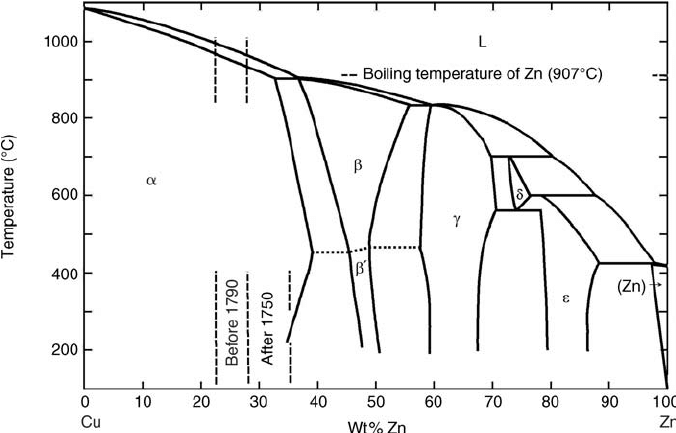 1000
800
600
400
200
Temperature (°C)
L
Boiling temperature of Zn (907°C)
α
β
β′
γ
δ
ε
(Zn)
Before 1790
After 1750
0 10 20 30 40 50 60 70 80 90 100
Cu
Zn
Wt% Zn